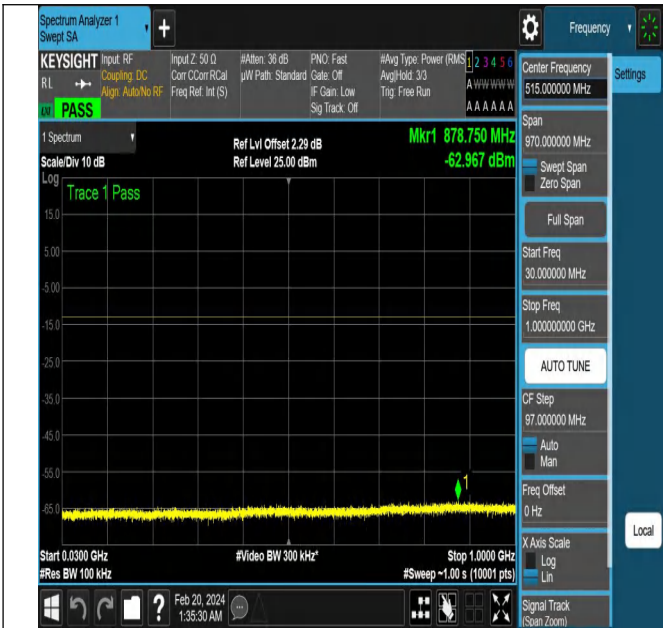 Spectrum Analyzer 1
Swept SA
+
Frequency
KEYSIGHT
RL
PASS
Input: RF
Coupling: DC
Align: Auto/No RF
Input Z: 50 Ω
Corr CCorr RCal
Freq Ref: Int (S)
#Atten: 36 dB
µW Path: Standard
PNO: Fast
Gate: Off
IF Gain: Low
Sig Track: Off
#Avg Type: Power (RMS
Avg|Hold: 3/3
Trig: Free Run
1 2 3 4 5 6
A W W W W W
A A A A A A
1 Spectrum
Scale/Div 10 dB
Ref Lvl Offset 2.29 dB
Ref Level 25.00 dBm
Mkr1 878.750 MHz
-62.967 dBm
Log
Trace 1 Pass
15.0
5.00
-5.00
-15.0
-25.0
-35.0
-45.0
-55.0
-65.0
1
Start 0.0300 GHz
#Res BW 100 kHz
#Video BW 300 kHz*
Stop 1.0000 GHz
#Sweep ~1.00 s (10001 pts)
Center Frequency
515.000000 MHz
Settings
Span
970.000000 MHz
Swept Span
Zero Span
Full Span
Start Freq
30.000000 MHz
Stop Freq
1.000000000 GHz
AUTO TUNE
CF Step
97.000000 MHz
Auto
Man
Freq Offset
0 Hz
Local
X Axis Scale
Log
Lin
Signal Track
(Span Zoom)
?
Feb 20, 2024
1:35:30 AM